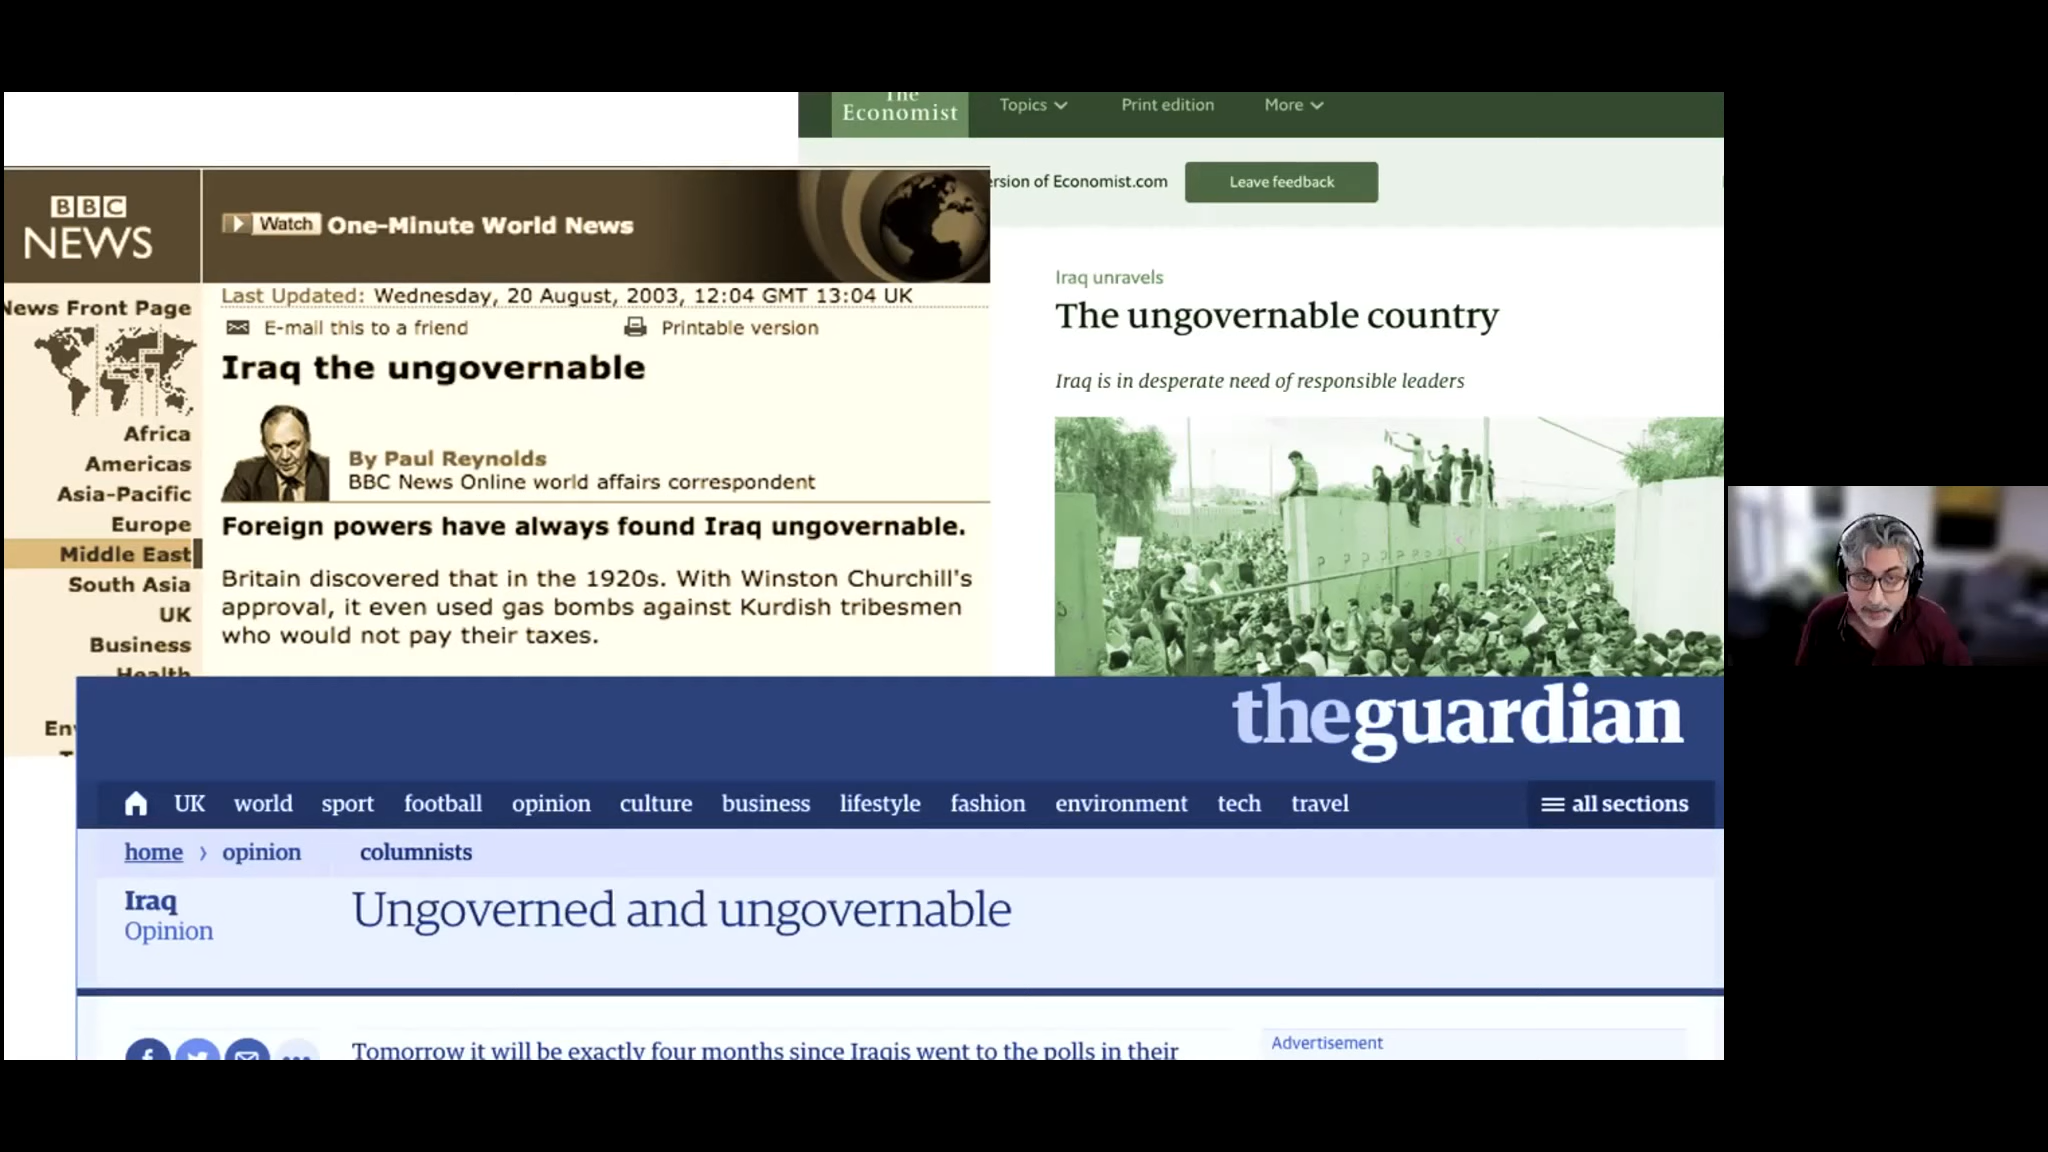 The
Economist
Topics
Print edition
More
rsion of Economist.com
Leave feedback
BBC
NEWS
Watch One-Minute World News
Last Updated: Wednesday, 20 August, 2003, 12:04 GMT 13:04 UK
E-mail this to a friend
Printable version
Iraq the ungovernable
By Paul Reynolds
BBC News Online world affairs correspondent
Foreign powers have always found Iraq ungovernable.
Britain discovered that in the 1920s. With Winston Churchill's
approval, it even used gas bombs against Kurdish tribesmen
who would not pay their taxes.
News Front Page
Africa
Americas
Asia-Pacific
Europe
Middle East
South Asia
UK
Business
Health
En
Iraq unravels
The ungovernable country
Iraq is in desperate need of responsible leaders
theguardian
UK world sport football opinion culture business lifestyle fashion environment tech travel
all sections
home › opinion columnists
Iraq
Opinion
Ungoverned and ungovernable
Tomorrow it will be exactly four months since Iraqis went to the polls in their
Advertisement